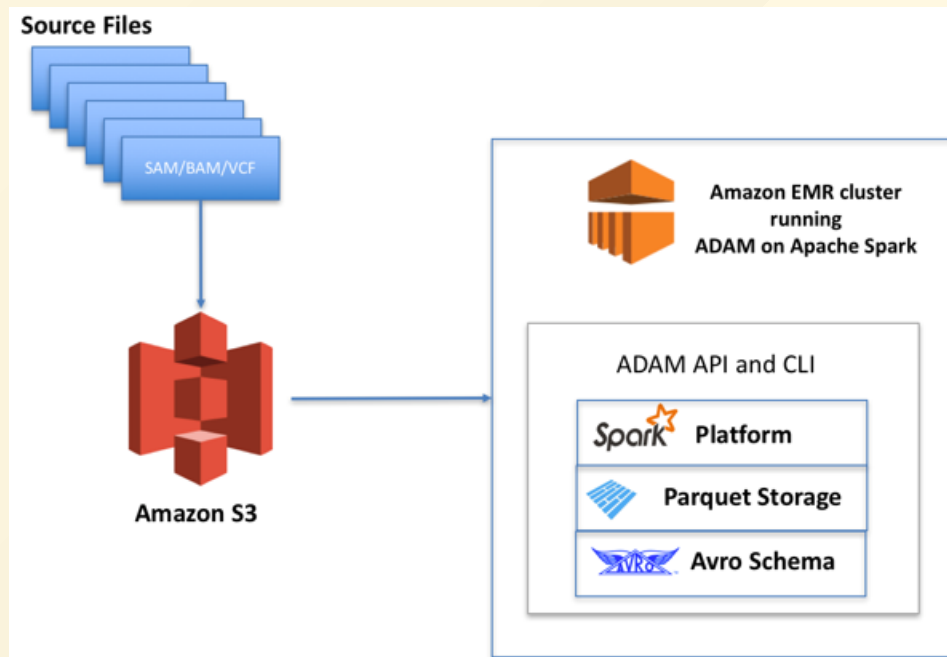 Source Files
SAM/BAM/VCF
Amazon S3
Amazon EMR cluster
running
ADAM on Apache Spark
ADAM API and CLI
Spark Platform
Parquet Storage
AVRO Avro Schema